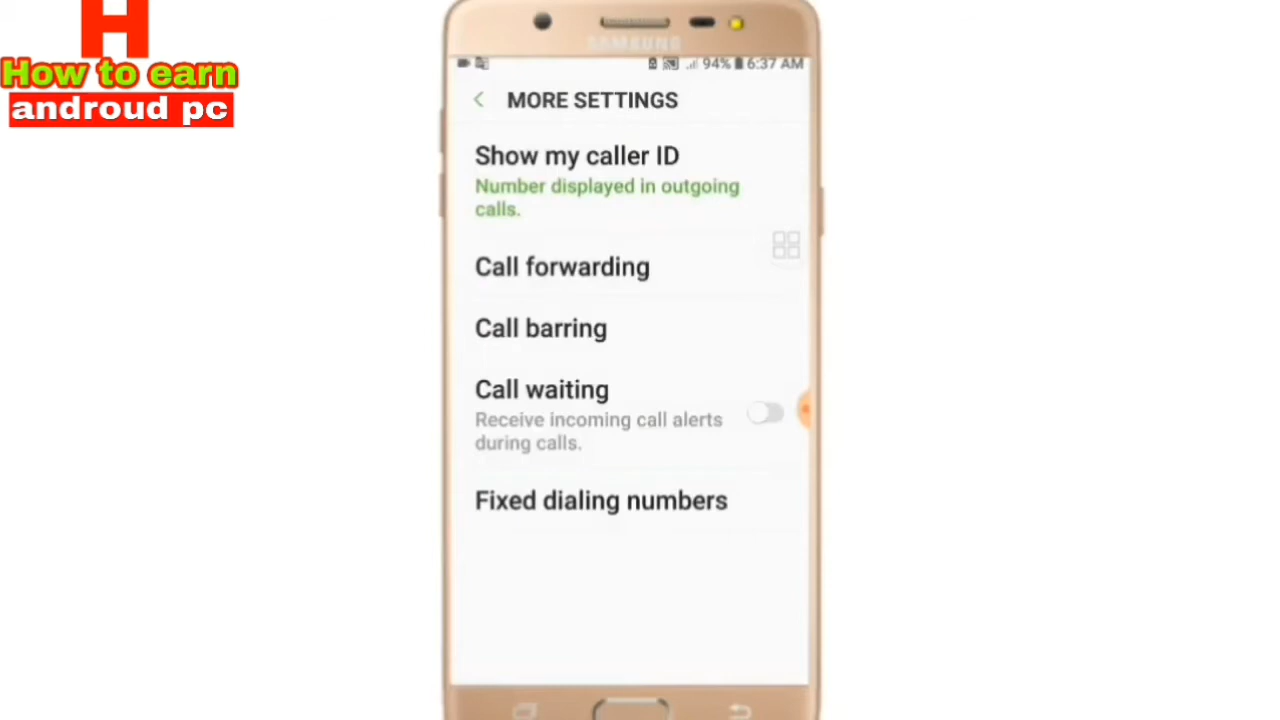 H
How to earn
androud pc
SAMSUNG
94% 6:37 AM
MORE SETTINGS
Show my caller ID
Number displayed in outgoing
calls.
Call forwarding
Call barring
Call waiting
Receive incoming call alerts
during calls.
Fixed dialing numbers